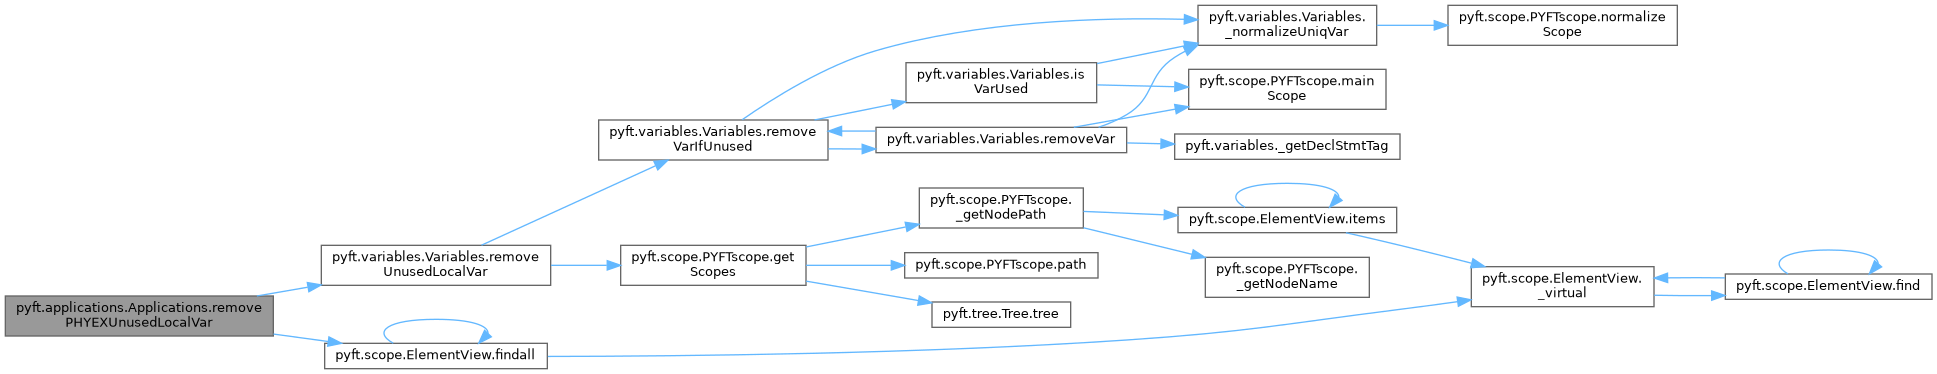 pyft.applications.Applications.remove
PHYEXUnusedLocalVar
pyft.variables.Variables.remove
UnusedLocalVar
pyft.scope.ElementView.findall
pyft.variables.Variables.remove
VarIfUnused
pyft.scope.PYFTscope.get
Scopes
pyft.variables.Variables.is
VarUsed
pyft.variables.Variables.removeVar
pyft.scope.PYFTscope.
_getNodePath
pyft.scope.PYFTscope.path
pyft.tree.Tree.tree
pyft.variables.Variables.
_normalizeUniqVar
pyft.scope.PYFTscope.main
Scope
pyft.variables._getDeclStmtTag
pyft.scope.ElementView.items
pyft.scope.PYFTscope.
_getNodeName
pyft.scope.PYFTscope.normalize
Scope
pyft.scope.ElementView.
_virtual
pyft.scope.ElementView.find